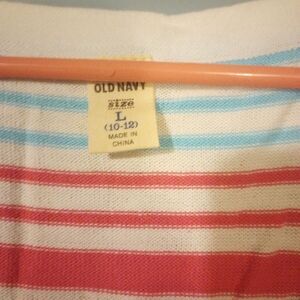 OLD NAVY
size
L
(10-12)
MADE IN
CHINA